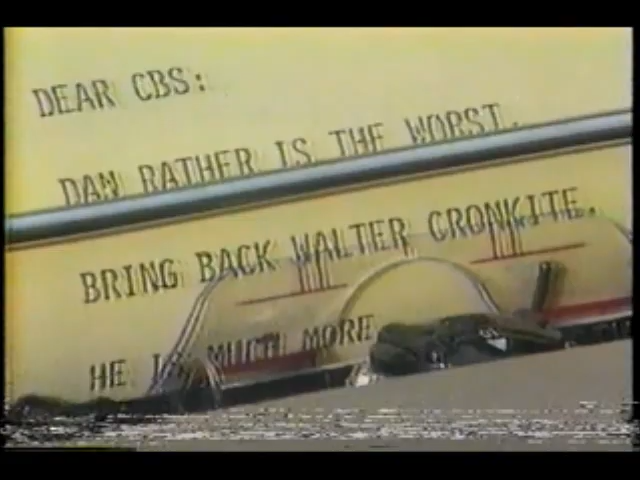 DEAR CBS:
DAN RATHER IS THE WORST.
BRING BACK WALTER CRONKITE.
HE IS MUCH MORE